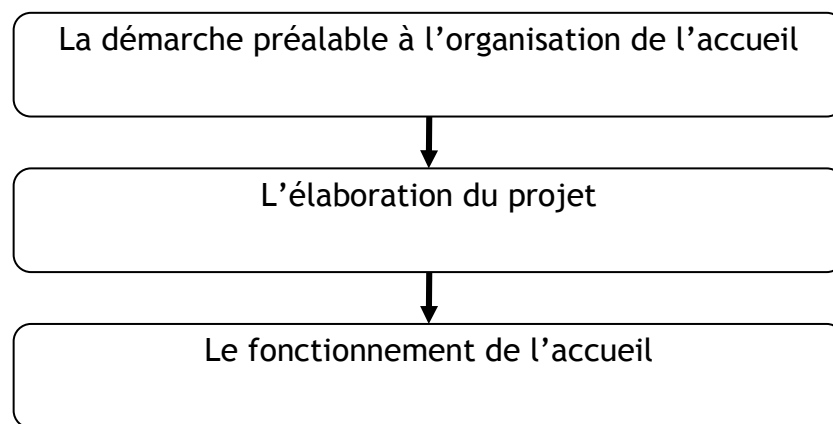 La démarche préalable à l’organisation de l’accueil
L’élaboration du projet
Le fonctionnement de l’accueil